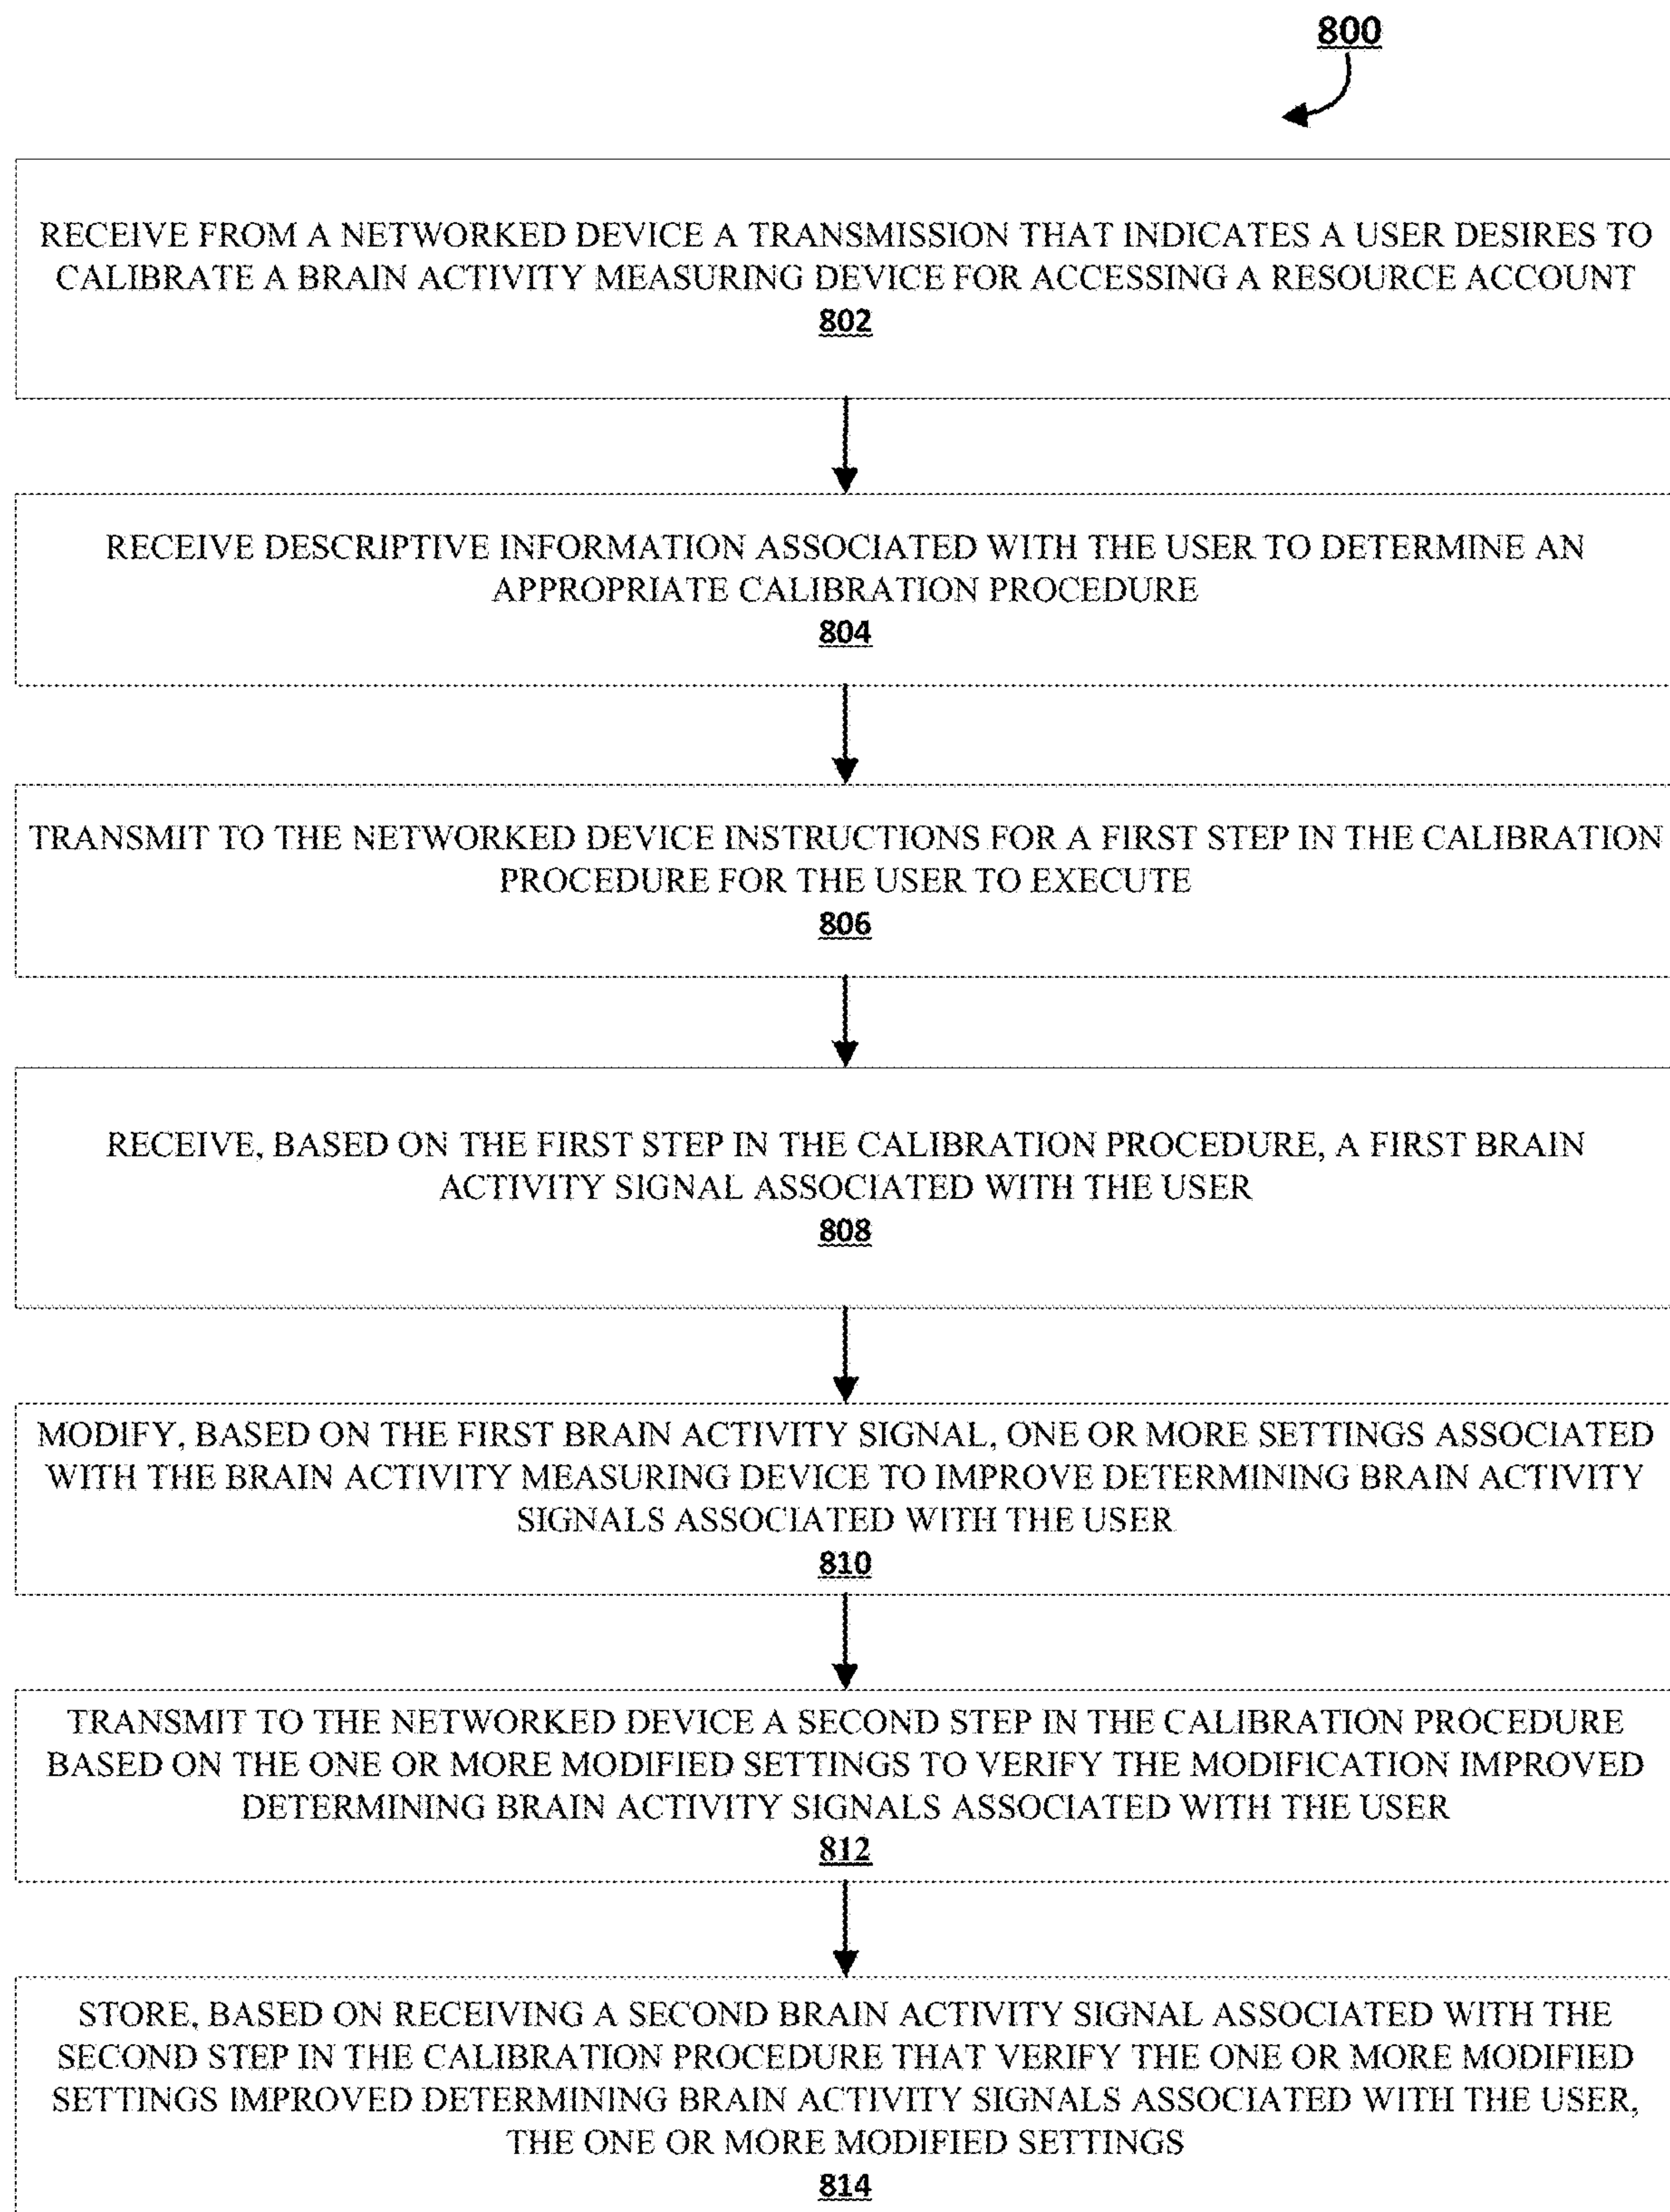 800
RECEIVE FROM A NETWORKED DEVICE A TRANSMISSION THAT INDICATES A USER DESIRES TO
CALIBRATE A BRAIN ACTIVITY MEASURING DEVICE FOR ACCESSING A RESOURCE ACCOUNT
802
RECEIVE DESCRIPTIVE INFORMATION ASSOCIATED WITH THE USER TO DETERMINE AN
APPROPRIATE CALIBRATION PROCEDURE
804
TRANSMIT TO THE NETWORKED DEVICE INSTRUCTIONS FOR A FIRST STEP IN THE CALIBRATION
PROCEDURE FOR THE USER TO EXECUTE
806
RECEIVE, BASED ON THE FIRST STEP IN THE CALIBRATION PROCEDURE, A FIRST BRAIN
ACTIVITY SIGNAL ASSOCIATED WITH THE USER
808
MODIFY, BASED ON THE FIRST BRAIN ACTIVITY SIGNAL, ONE OR MORE SETTINGS ASSOCIATED
WITH THE BRAIN ACTIVITY MEASURING DEVICE TO IMPROVE DETERMINING BRAIN ACTIVITY
SIGNALS ASSOCIATED WITH THE USER
810
TRANSMIT TO THE NETWORKED DEVICE A SECOND STEP IN THE CALIBRATION PROCEDURE
BASED ON THE ONE OR MORE MODIFIED SETTINGS TO VERIFY THE MODIFICATION IMPROVED
DETERMINING BRAIN ACTIVITY SIGNALS ASSOCIATED WITH THE USER
812
STORE, BASED ON RECEIVING A SECOND BRAIN ACTIVITY SIGNAL ASSOCIATED WITH THE
SECOND STEP IN THE CALIBRATION PROCEDURE THAT VERIFY THE ONE OR MORE MODIFIED
SETTINGS IMPROVED DETERMINING BRAIN ACTIVITY SIGNALS ASSOCIATED WITH THE USER,
THE ONE OR MORE MODIFIED SETTINGS
814